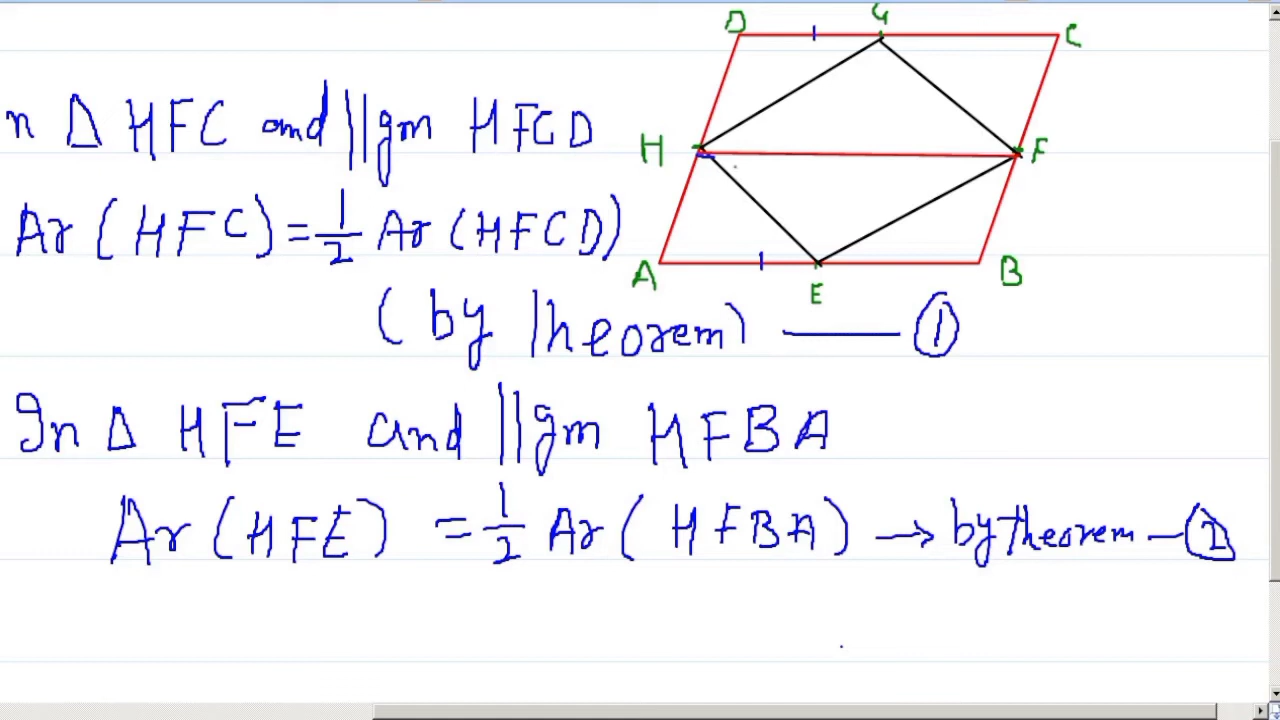 D G C
n Δ HFC and ||gm HFCD
H F
Ar (HFC) = 1/2 Ar (HFCD)
A E B
(by theorem) —— ①
In Δ HFE and ||gm HFBA
Ar (HFE) = 1/2 Ar (HFBA) → by theorem — ②